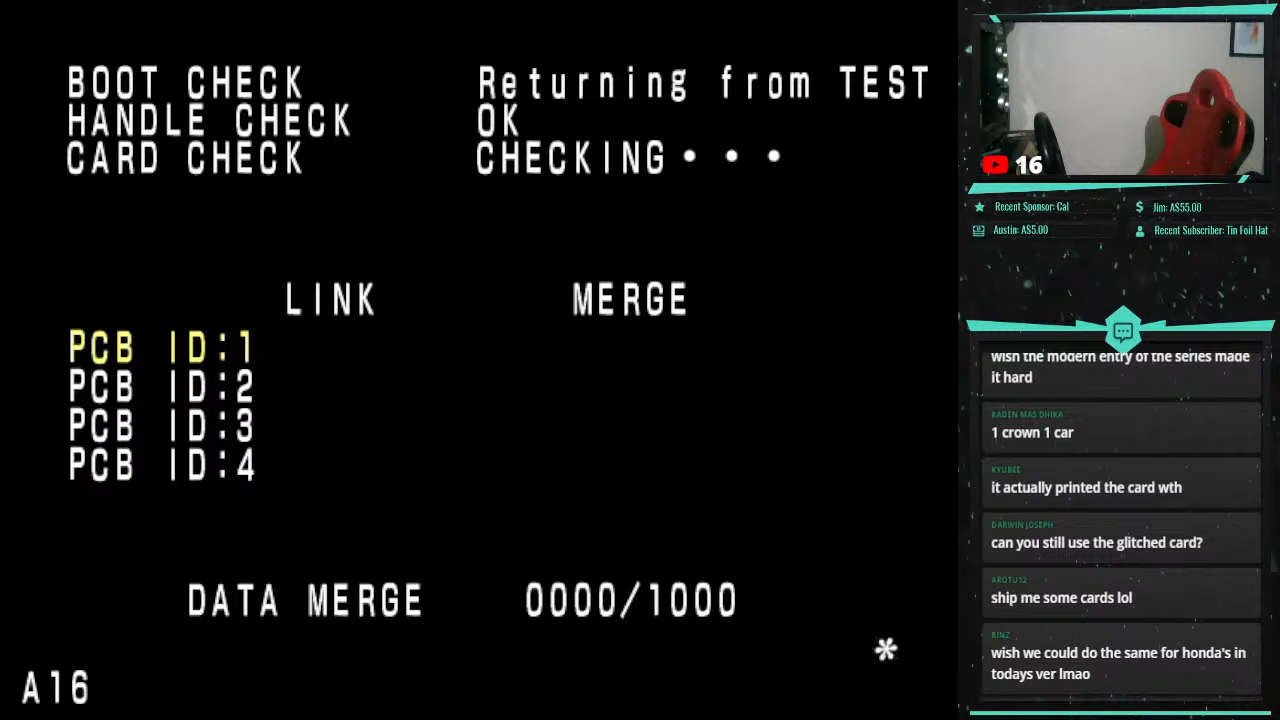 BOOT CHECK Returning from TEST
HANDLE CHECK OK
CARD CHECK CHECKING・・・
LINK MERGE
PCB ID:1
PCB ID:2
PCB ID:3
PCB ID:4
DATA MERGE 0000/1000
*
A16
16
Recent Sponsor: Cal Jim: A$55.00
Austin: A$5.00 Recent Subscriber: Tin Foil Hat
wish the modern entry of the series made
it hard
RADEN MAS DHIKA
1 crown 1 car
KYUBEE
it actually printed the card wth
DARWIN JOSEPH
can you still use the glitched card?
AROTU12
ship me some cards lol
RINZ
wish we could do the same for honda's in
todays ver lmao